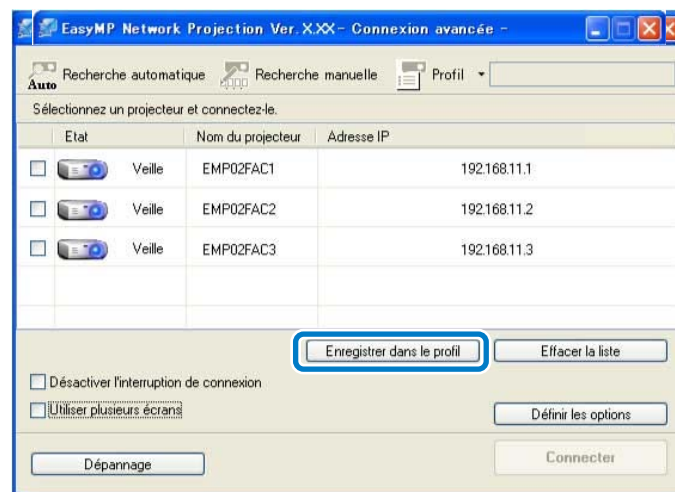 EasyMP Network Projection Ver. X.XX - Connexion avancée -
Auto Recherche automatique Recherche manuelle Profil
Sélectionnez un projecteur et connectez-le.
Etat Nom du projecteur Adresse IP
Veille EMP02FAC1 192.168.11.1
Veille EMP02FAC2 192.168.11.2
Veille EMP02FAC3 192.168.11.3
Enregistrer dans le profil Effacer la liste
Désactiver l'interruption de connexion
Utiliser plusieurs écrans Définir les options
Dépannage Connecter